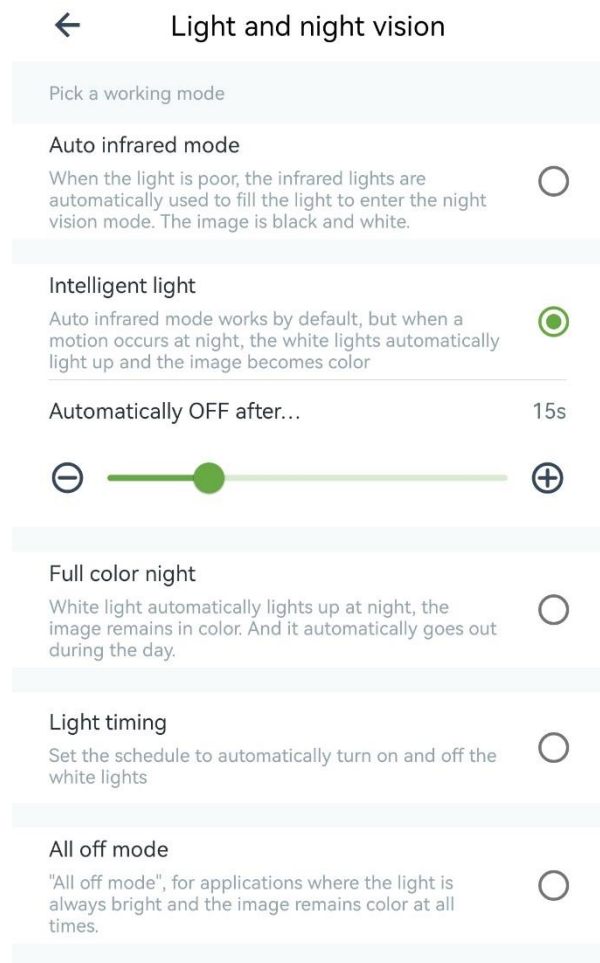 Light and night vision
Pick a working mode
Auto infrared mode
When the light is poor, the infrared lights are
automatically used to fill the light to enter the night
vision mode. The image is black and white.
Intelligent light
Auto infrared mode works by default, but when a
motion occurs at night, the white lights automatically
light up and the image becomes color
Automatically OFF after... 15s
Full color night
White light automatically lights up at night, the
image remains in color. And it automatically goes out
during the day.
Light timing
Set the schedule to automatically turn on and off the
white lights
All off mode
"All off mode", for applications where the light is
always bright and the image remains color at all
times.